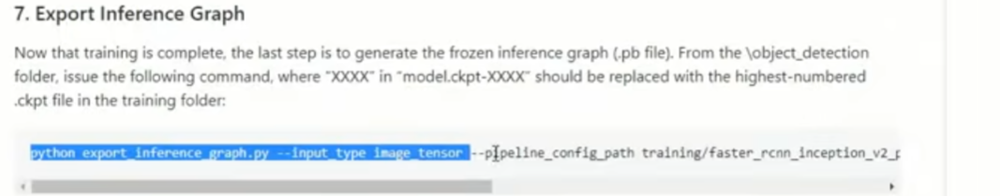 7. Export Inference Graph
Now that training is complete, the last step is to generate the frozen inference graph (.pb file). From the \object_detection
folder, issue the following command, where "XXXX" in "model.ckpt-XXXX" should be replaced with the highest-numbered
.ckpt file in the training folder:
python export_inference_graph.py --input_type image_tensor --pipeline_config_path training/faster_rcnn_inception_v2_p